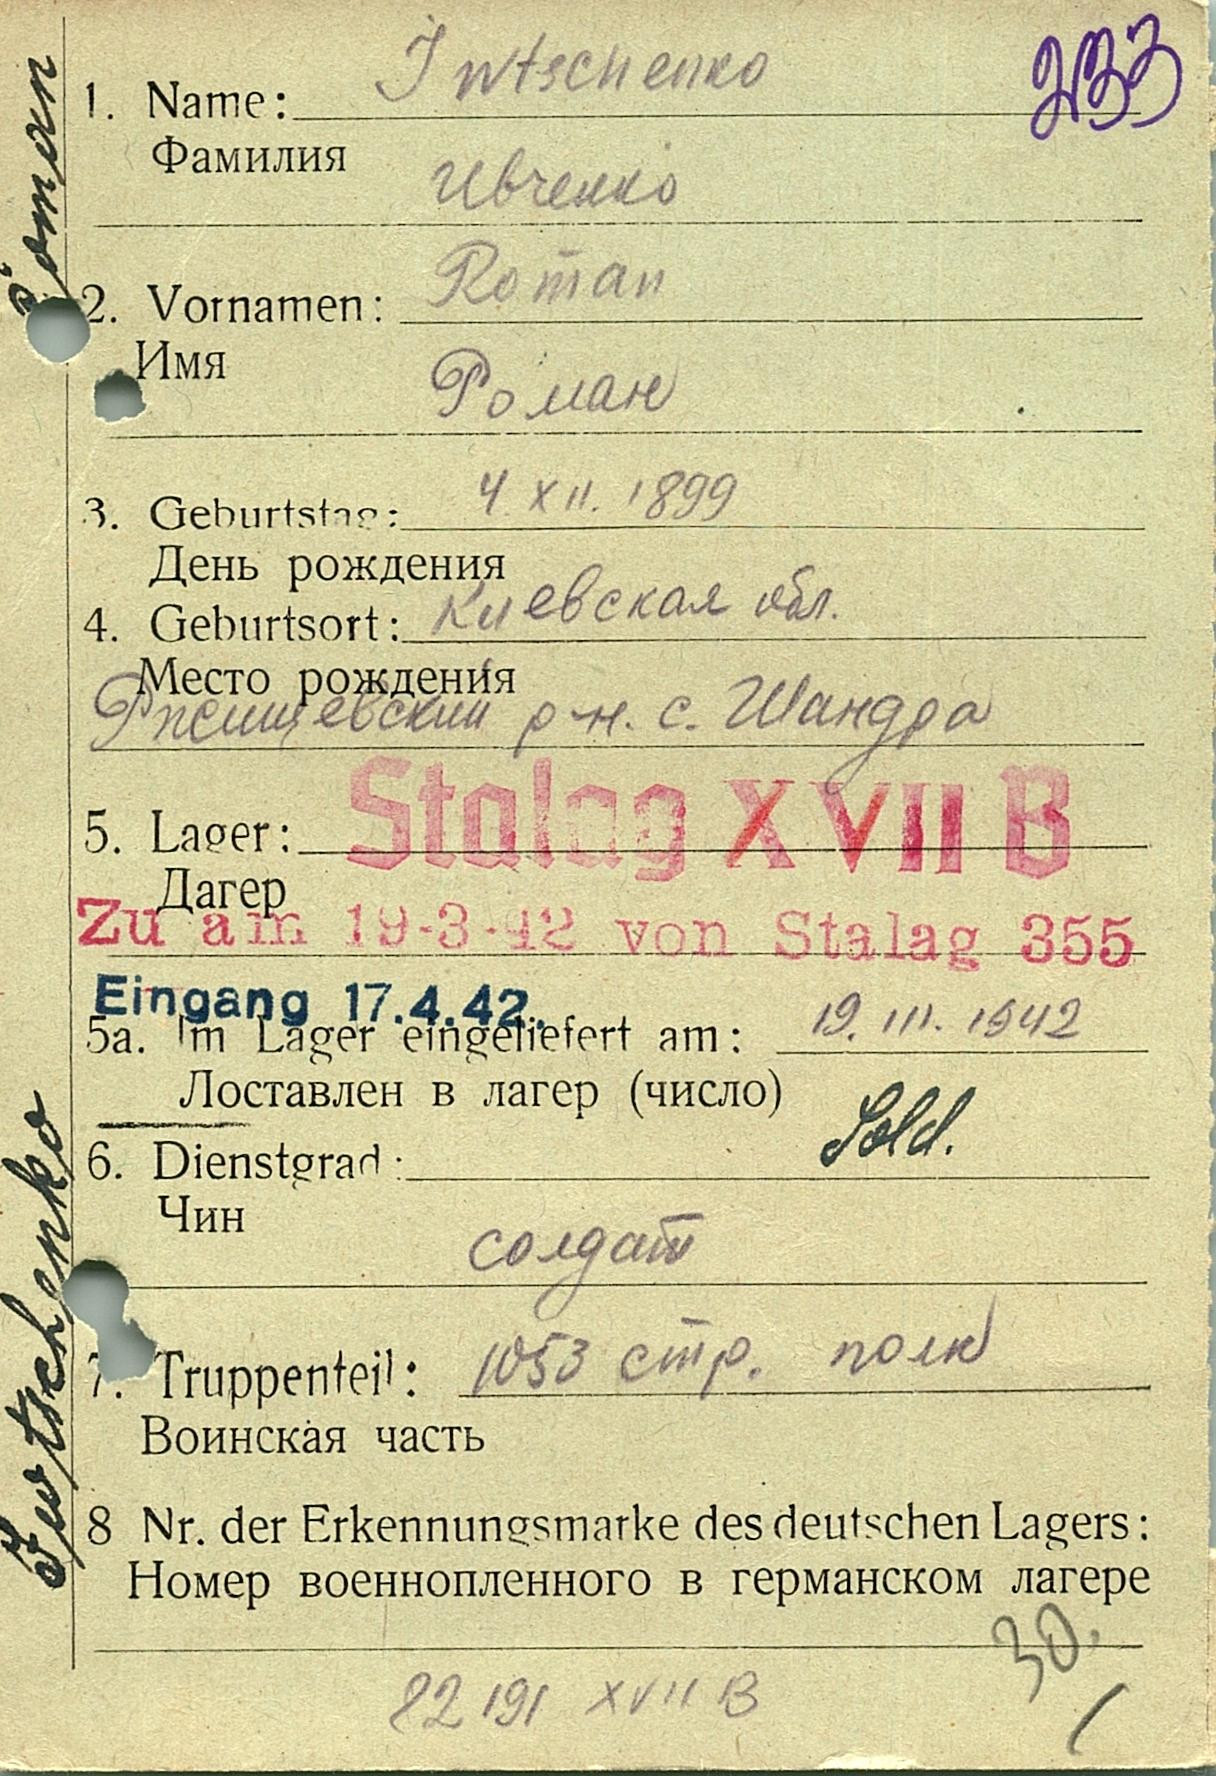 233
1. Name: Iwtschenko
Фамилия
Ивченко
2. Vornamen: Roman
Имя
Роман
3. Geburtstag: 4. XII. 1899
День рождения
4. Geburtsort: Киевская обл.
Место рождения
Ржищевский р-н. с. Шандра
5. Lager: Stalag XVII B
Дагер
Zu am 19-3-42 von Stalag 355
Eingang 17.4.42.
5a. Im Lager eingeliefert am: 19. III. 1942
Лоставлен в лагер (число)
Sold.
6. Dienstgrad:
Чин
солдат
7. Truppenteil: 1053 стр. полк
Воинская часть
8 Nr. der Erkennungsmarke des deutschen Lagers:
Номер военнопленного в германском лагере
30.
82191 XVII B
Iwtschenko Roman